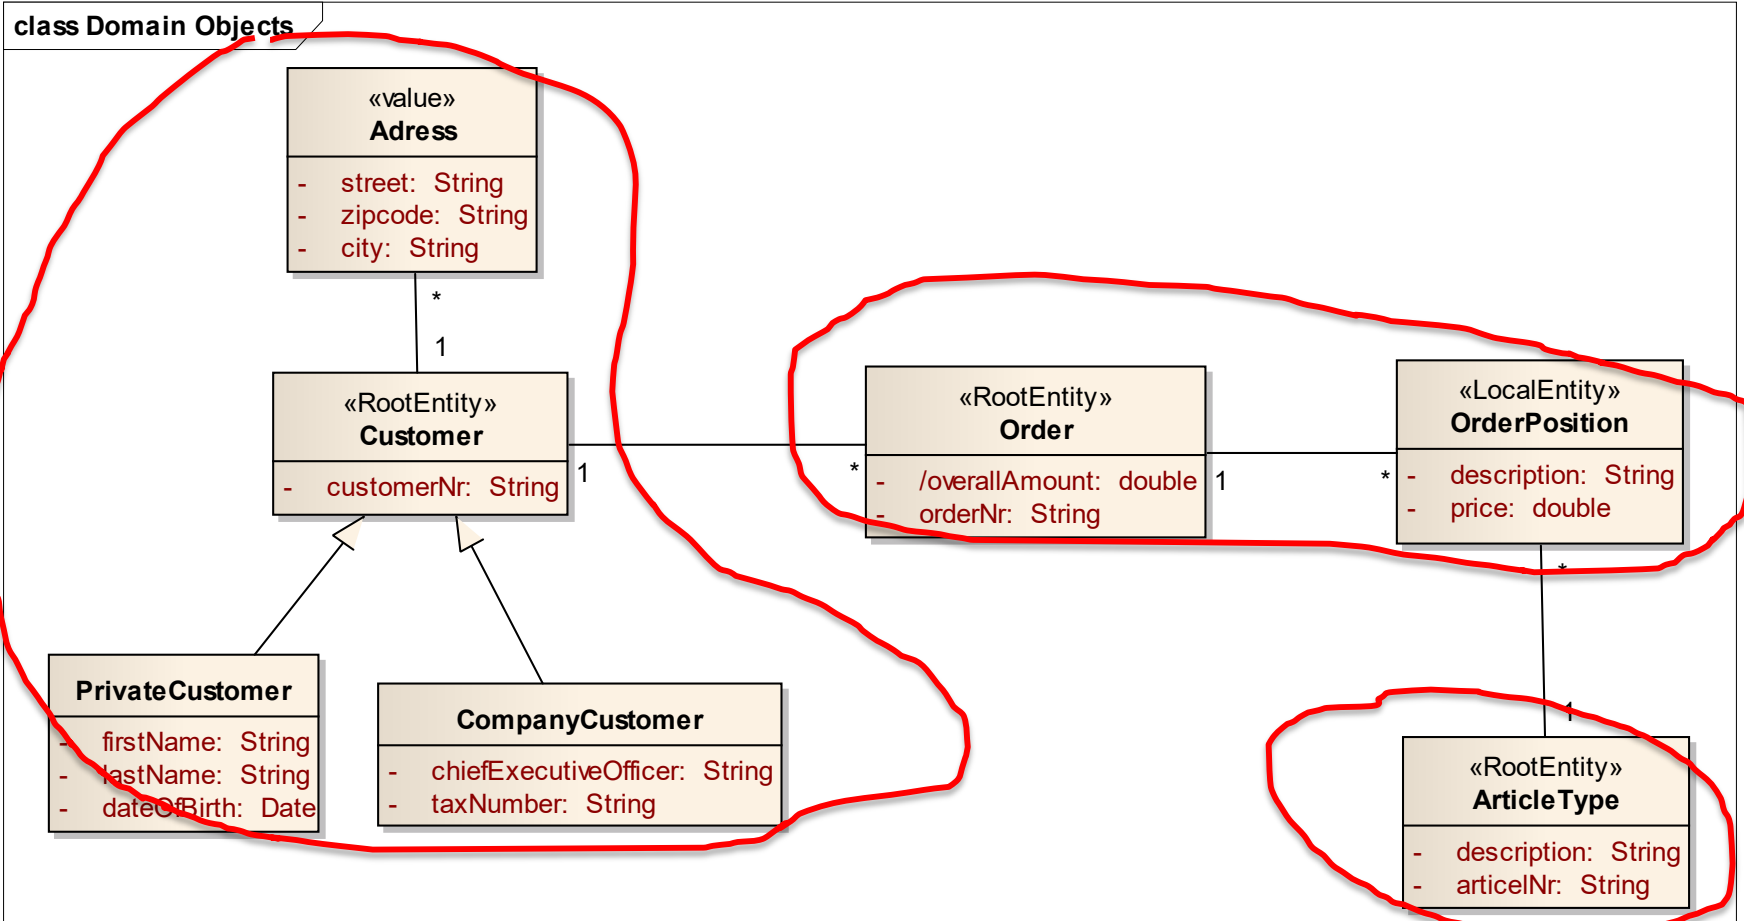 class Domain Objects
«value»
Adress
- street: String
- zipcode: String
- city: String
*
1
«RootEntity»
Customer
- customerNr: String
1
*
«RootEntity»
Order
- /overallAmount: double
- orderNr: String
1
*
«LocalEntity»
OrderPosition
- description: String
- price: double
*
1
PrivateCustomer
- firstName: String
- lastName: String
- dateOfBirth: Date
CompanyCustomer
- chiefExecutiveOfficer: String
- taxNumber: String
«RootEntity»
ArticleType
- description: String
- articelNr: String